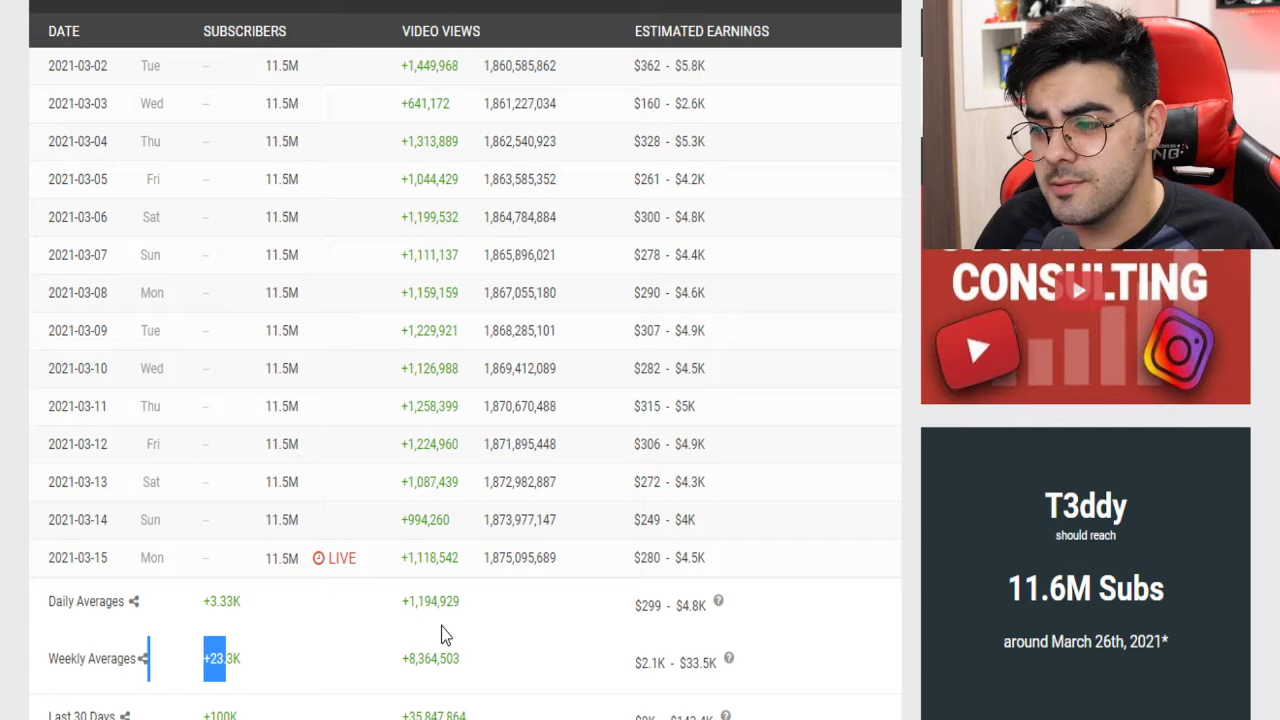 DATE SUBSCRIBERS VIDEO VIEWS ESTIMATED EARNINGS
2021-03-02 Tue -- 11.5M +1,449,968 1,860,585,862 $362 - $5.8K
2021-03-03 Wed -- 11.5M +641,172 1,861,227,034 $160 - $2.6K
2021-03-04 Thu -- 11.5M +1,313,889 1,862,540,923 $328 - $5.3K
2021-03-05 Fri -- 11.5M +1,044,429 1,863,585,352 $261 - $4.2K
2021-03-06 Sat -- 11.5M +1,199,532 1,864,784,884 $300 - $4.8K
2021-03-07 Sun -- 11.5M +1,111,137 1,865,896,021 $278 - $4.4K
2021-03-08 Mon -- 11.5M +1,159,159 1,867,055,180 $290 - $4.6K
2021-03-09 Tue -- 11.5M +1,229,921 1,868,285,101 $307 - $4.9K
2021-03-10 Wed -- 11.5M +1,126,988 1,869,412,089 $282 - $4.5K
2021-03-11 Thu -- 11.5M +1,258,399 1,870,670,488 $315 - $5K
2021-03-12 Fri -- 11.5M +1,224,960 1,871,895,448 $306 - $4.9K
2021-03-13 Sat -- 11.5M +1,087,439 1,872,982,887 $272 - $4.3K
2021-03-14 Sun -- 11.5M +994,260 1,873,977,147 $249 - $4K
2021-03-15 Mon -- 11.5M LIVE +1,118,542 1,875,095,689 $280 - $4.5K
Daily Averages +3.33K +1,194,929 $299 - $4.8K
Weekly Averages +23.3K +8,364,503 $2.1K - $33.5K
Last 30 Days +100K +35,847,864
CONSULTING
T3ddy
should reach
11.6M Subs
around March 26th, 2021*